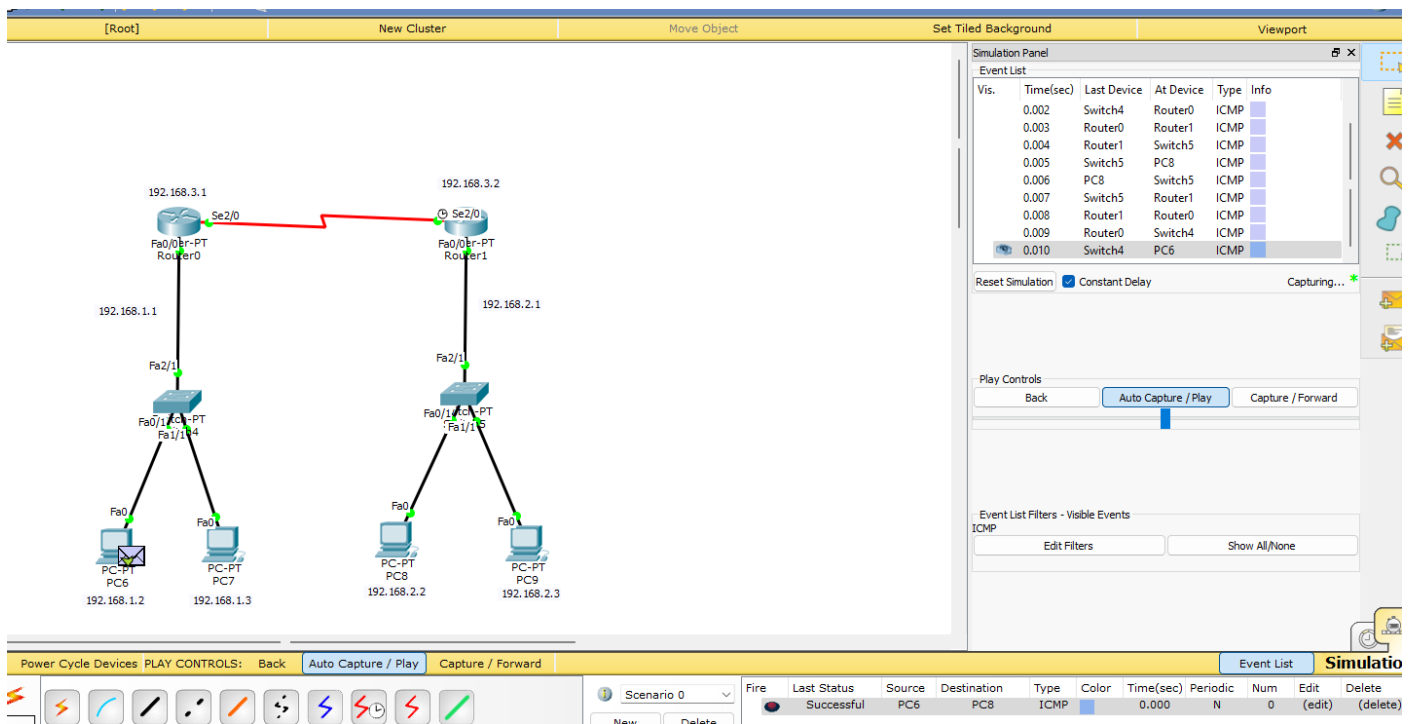 [Root] New Cluster Move Object Set Tiled Background Viewport
192.168.3.1
192.168.3.2
Se2/0
Se2/0
Fa0/0er-PT
Router0
Fa0/0er-PT
Router1
192.168.1.1
192.168.2.1
Fa2/1
Fa2/1
Fa0/1
-PT
Fa1/1
Fa0/1
-PT
Fa1/1
Fa0
Fa0
Fa0
Fa0
PC-PT
PC6
192.168.1.2
PC-PT
PC7
192.168.1.3
PC-PT
PC8
192.168.2.2
PC-PT
PC9
192.168.2.3
Simulation Panel
Event List
Vis. Time(sec) Last Device At Device Type Info
0.002 Switch4 Router0 ICMP
0.003 Router0 Router1 ICMP
0.004 Router1 Switch5 ICMP
0.005 Switch5 PC8 ICMP
0.006 PC8 Switch5 ICMP
0.007 Switch5 Router1 ICMP
0.008 Router1 Router0 ICMP
0.009 Router0 Switch4 ICMP
0.010 Switch4 PC6 ICMP
Reset Simulation Constant Delay Capturing... *
Play Controls
Back Auto Capture / Play Capture / Forward
Event List Filters - Visible Events
ICMP
Edit Filters Show All/None
Power Cycle Devices PLAY CONTROLS: Back Auto Capture / Play Capture / Forward Event List Simulatio
Scenario 0
New Delete
Fire Last Status Source Destination Type Color Time(sec) Periodic Num Edit Delete
Successful PC6 PC8 ICMP 0.000 N 0 (edit) (delete)